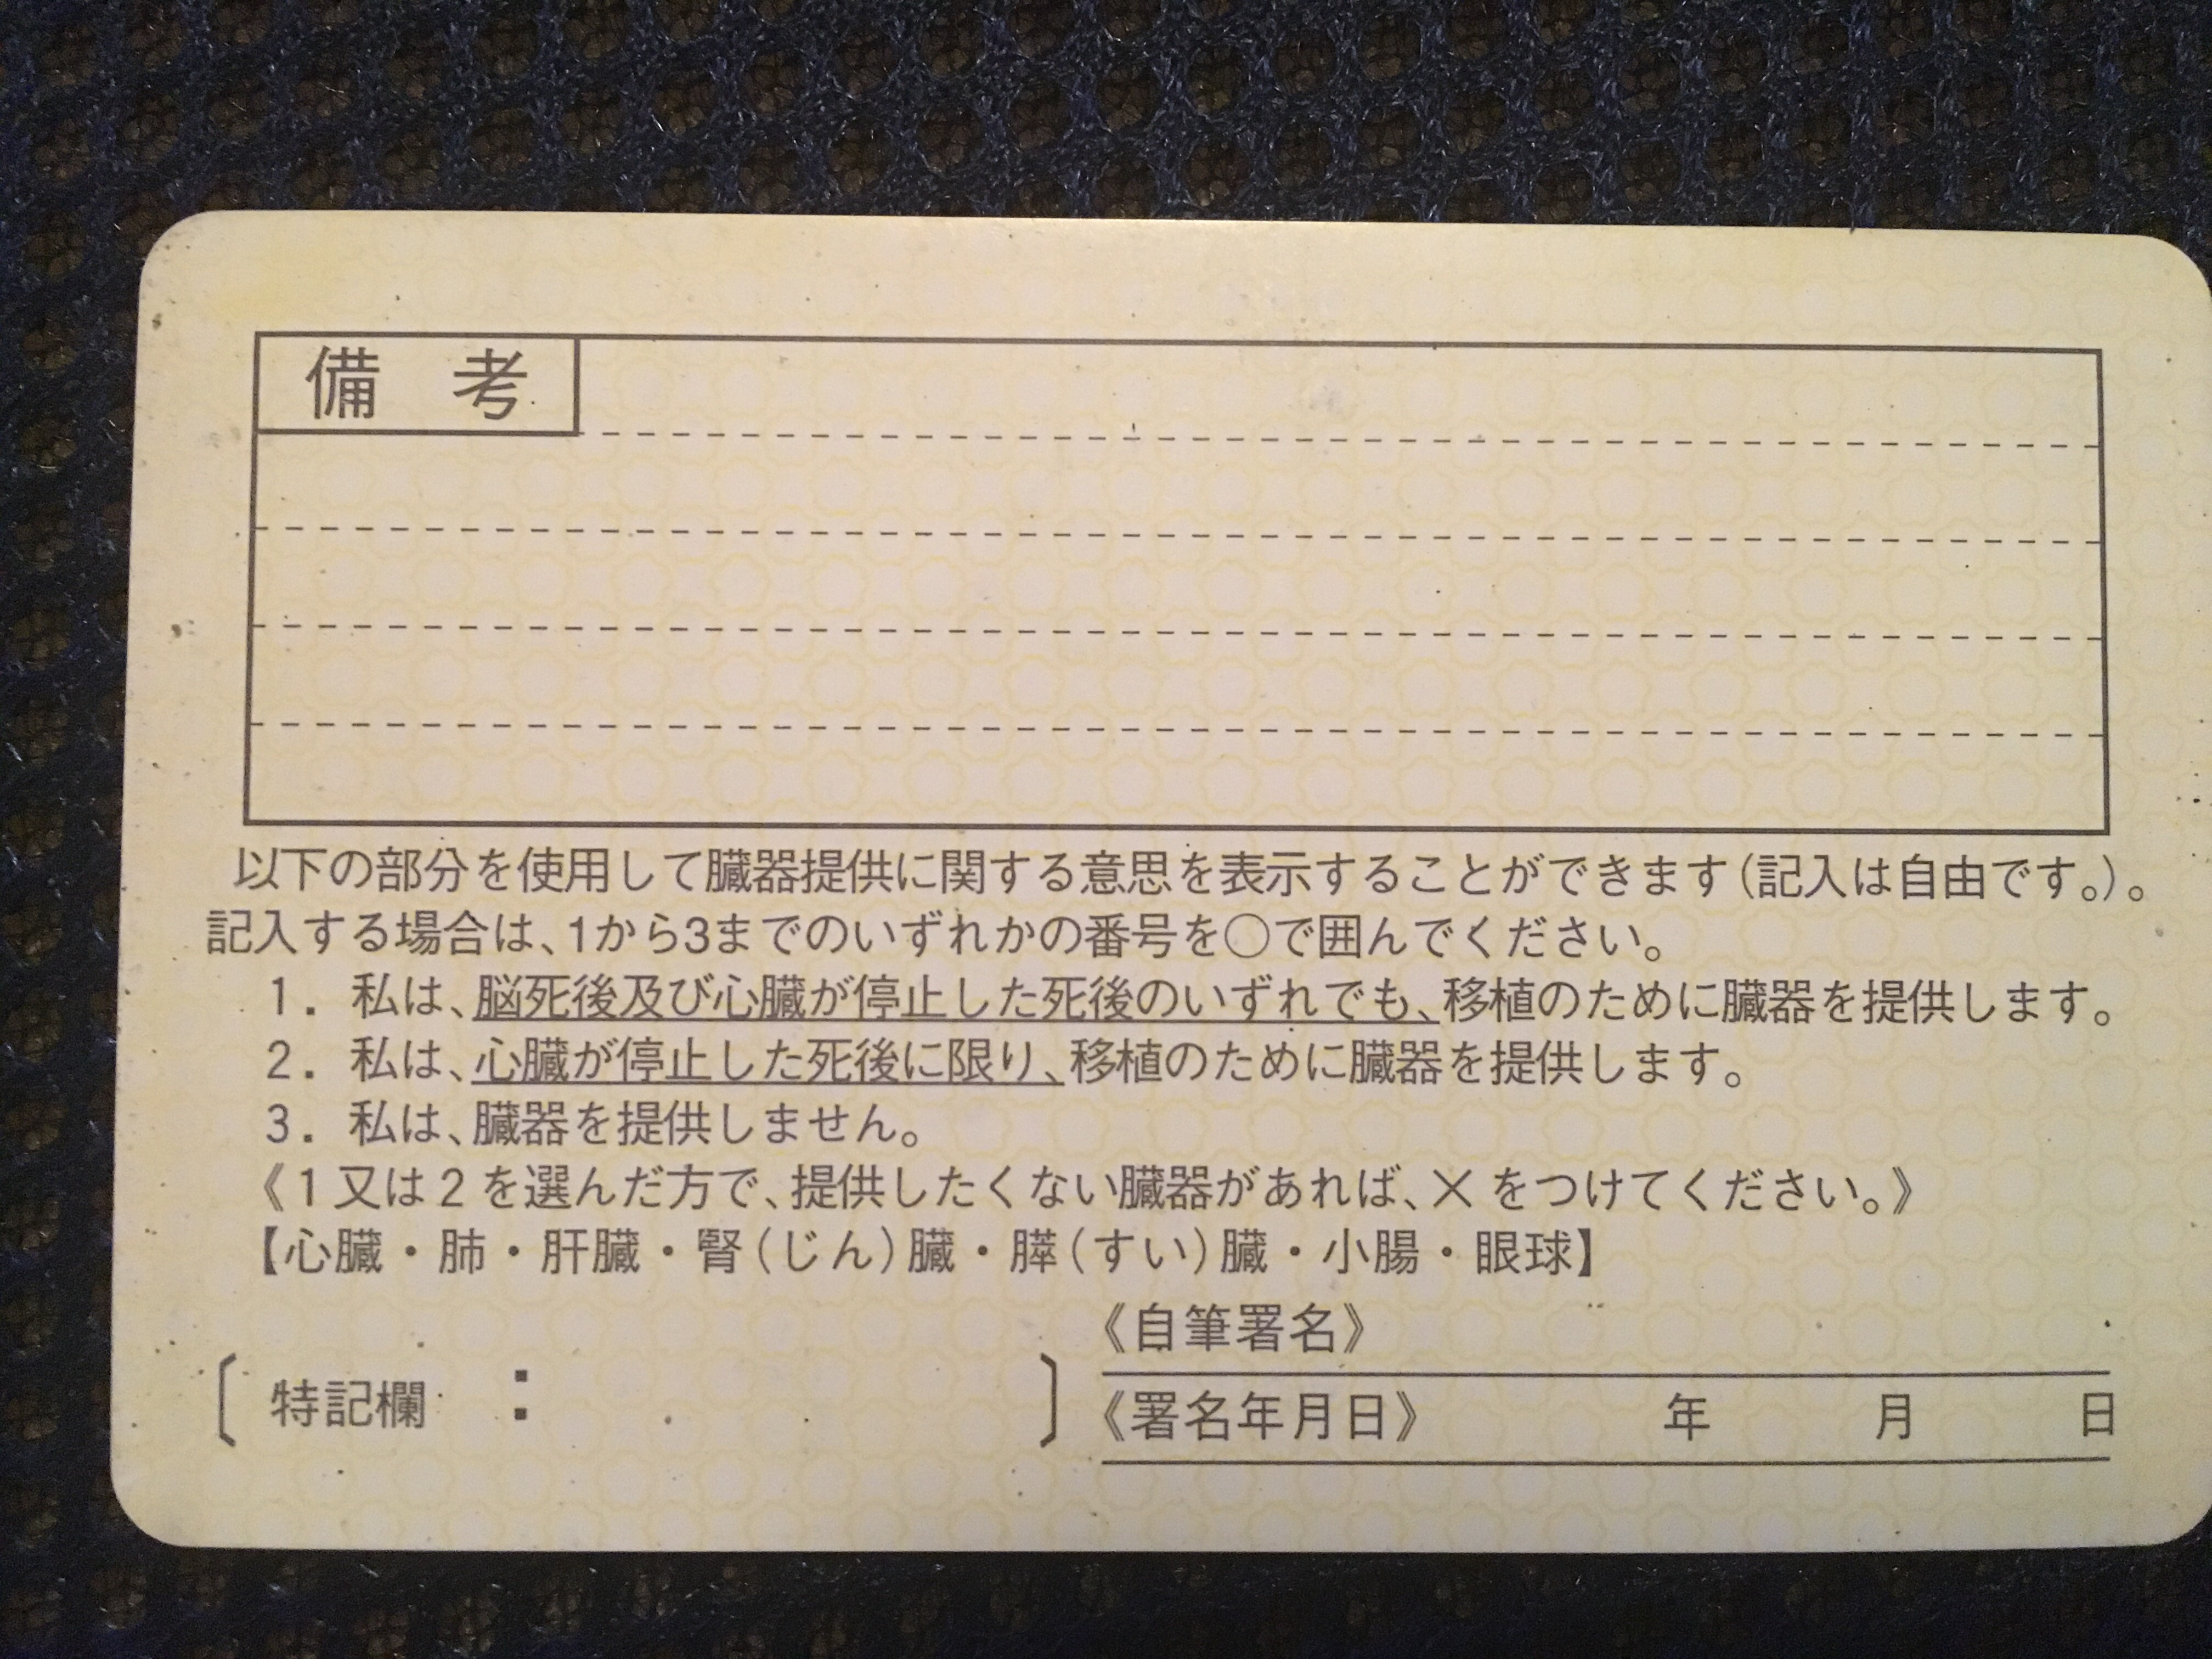 備 考
以下の部分を使用して臓器提供に関する意思を表示することができます(記入は自由です。)。
記入する場合は、1から3までのいずれかの番号を○で囲んでください。
1. 私は、脳死後及び心臓が停止した死後のいずれでも、移植のために臓器を提供します。
2. 私は、心臓が停止した死後に限り、移植のために臓器を提供します。
3. 私は、臓器を提供しません。
《1又は2を選んだ方で、提供したくない臓器があれば、×をつけてください。》
【心臓・肺・肝臓・腎(じん)臓・膵(すい)臓・小腸・眼球】
〔特記欄: 〕
《自筆署名》
《署名年月日》 年 月 日